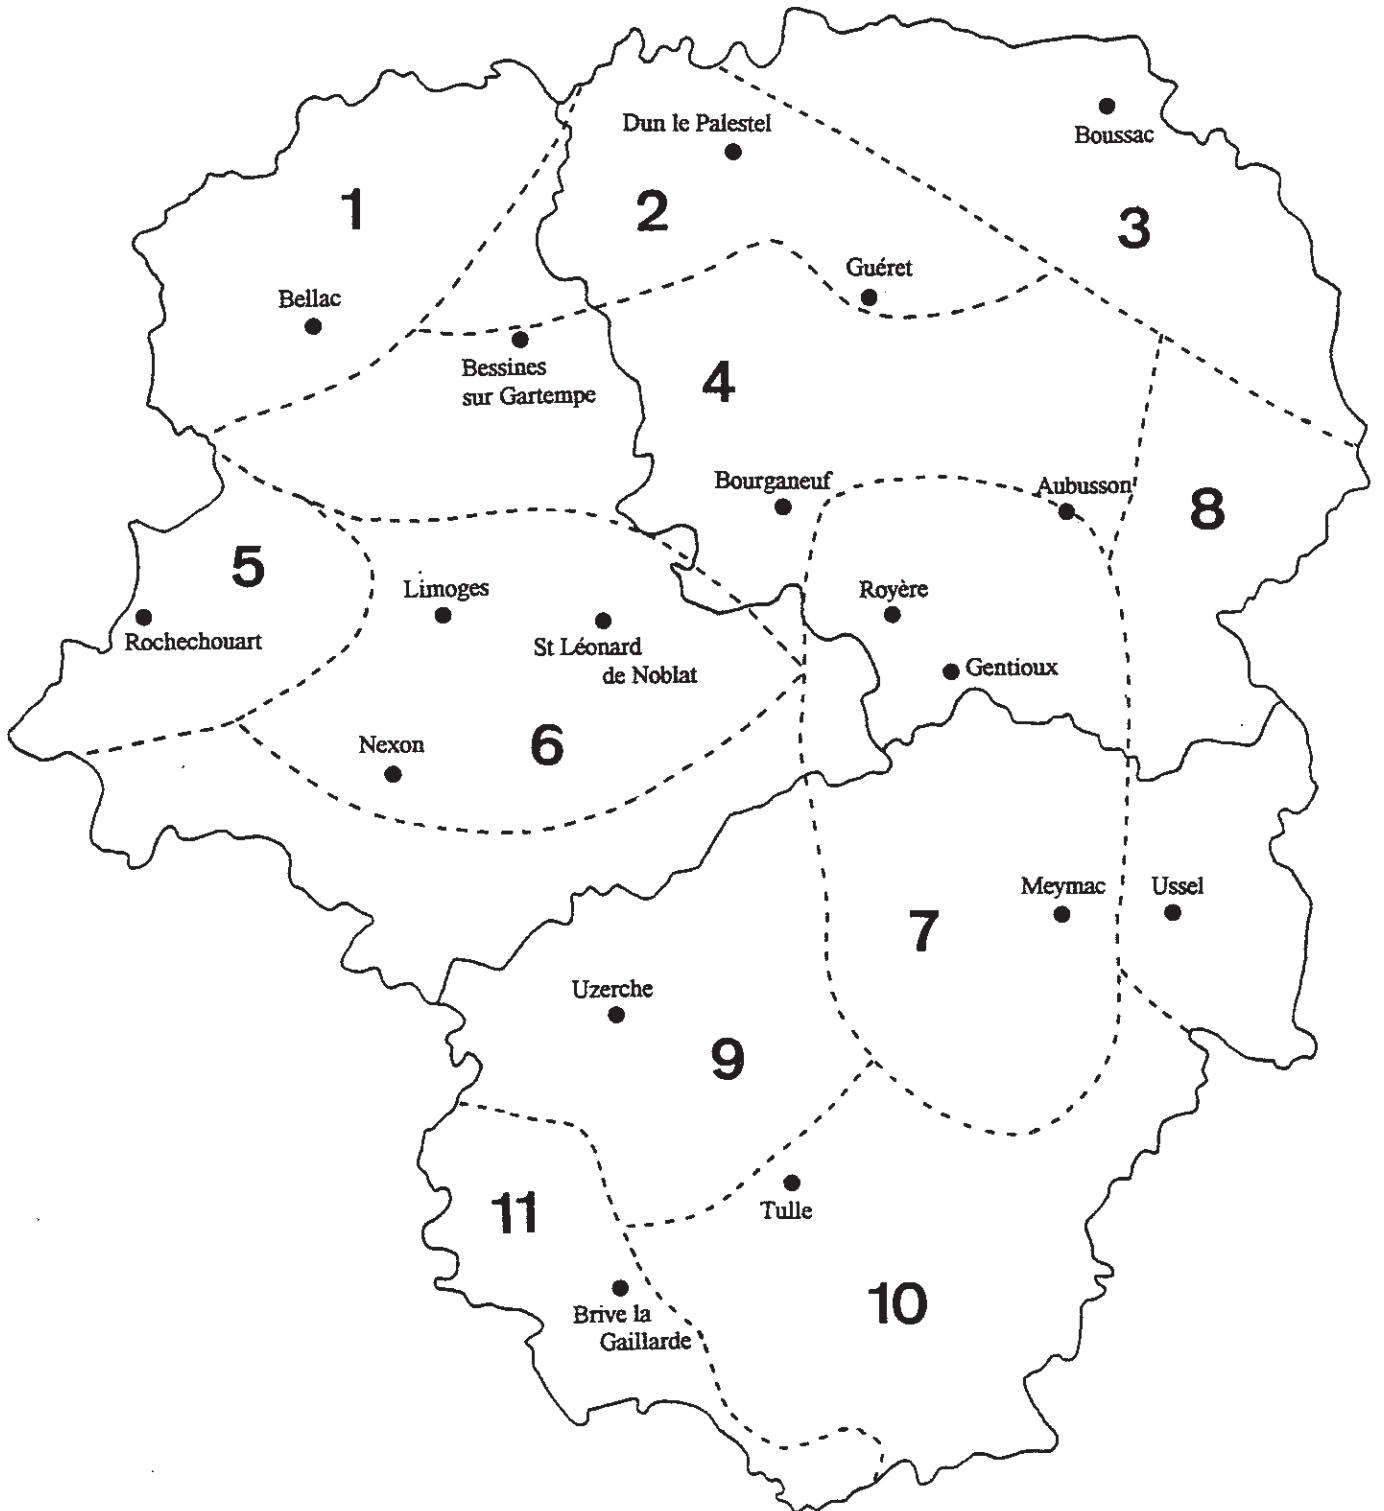 Dun le Palestel
Boussac
1
2
3
Guéret
Bellac
Bessines
sur Gartempe
4
Bourganeuf
Aubusson
8
5
Limoges
Royère
Rochechouart
St Léonard
de Noblat
Gentioux
Nexon
6
Meymac
Ussel
7
Uzerche
9
11
Tulle
10
Brive la
Gaillarde